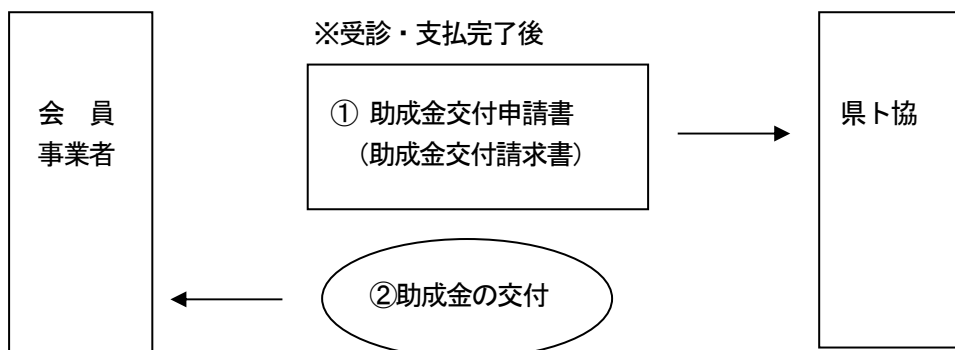 ※受診・支払完了後
会　員
事業者
① 助成金交付申請書
（助成金交付請求書）
県ト協
②助成金の交付